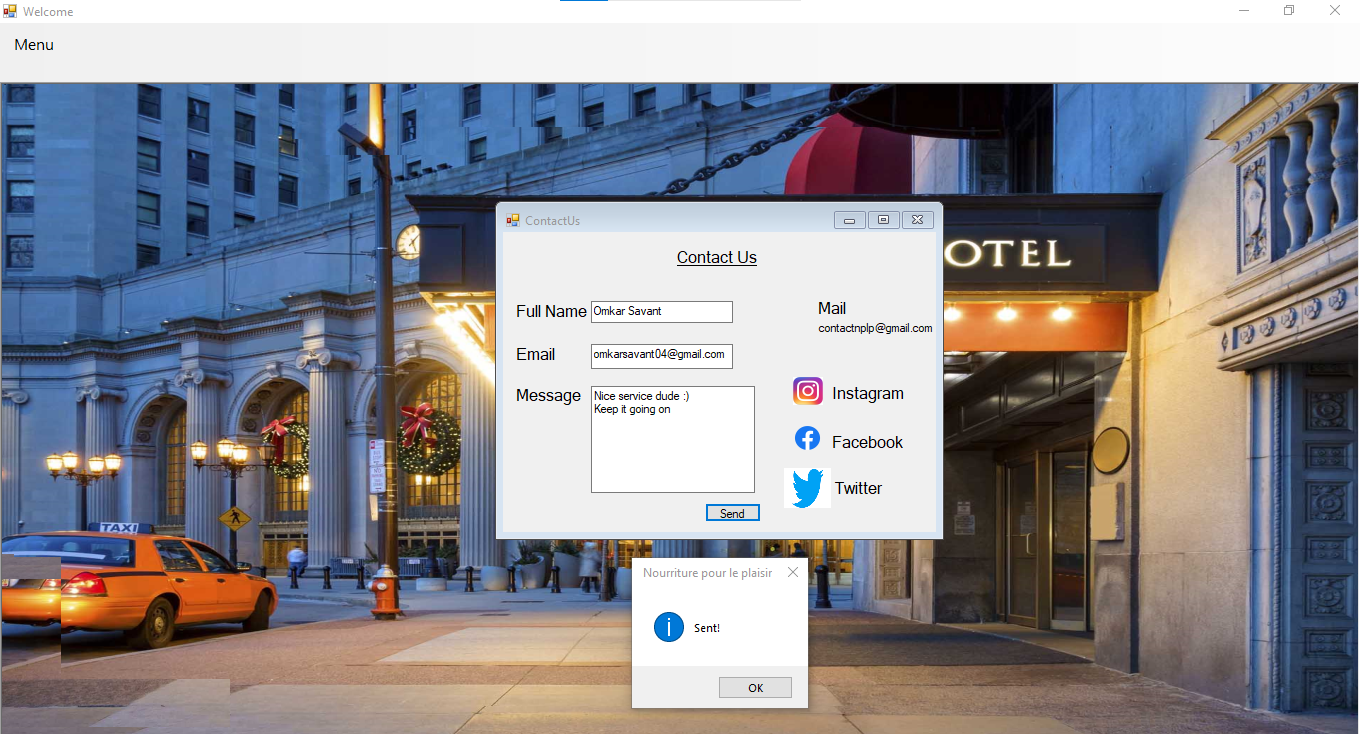 Welcome
Menu
OTEL
ContactUs
Contact Us
Full Name
Omkar Savant
Mail
contactnplp@gmail.com
Email
omkarsavant04@gmail.com
Message
Nice service dude :)
Keep it going on
Instagram
Facebook
Twitter
Send
TAXI
Nourriture pour le plaisir
i
Sent!
OK